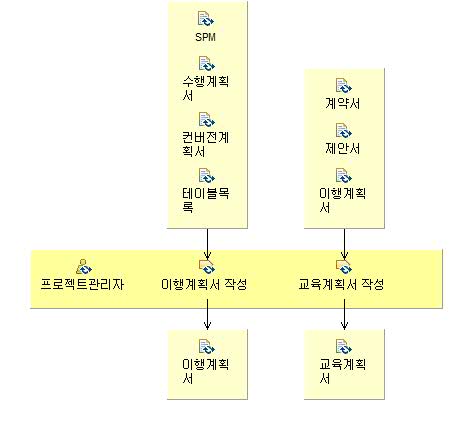 SPM
수행계획
서
컨버전계
획서
테이블목
록
계약서
제안서
이행계획
서
프로젝트관리자
이행계획서 작성
교육계획서 작성
이행계획
서
교육계획
서